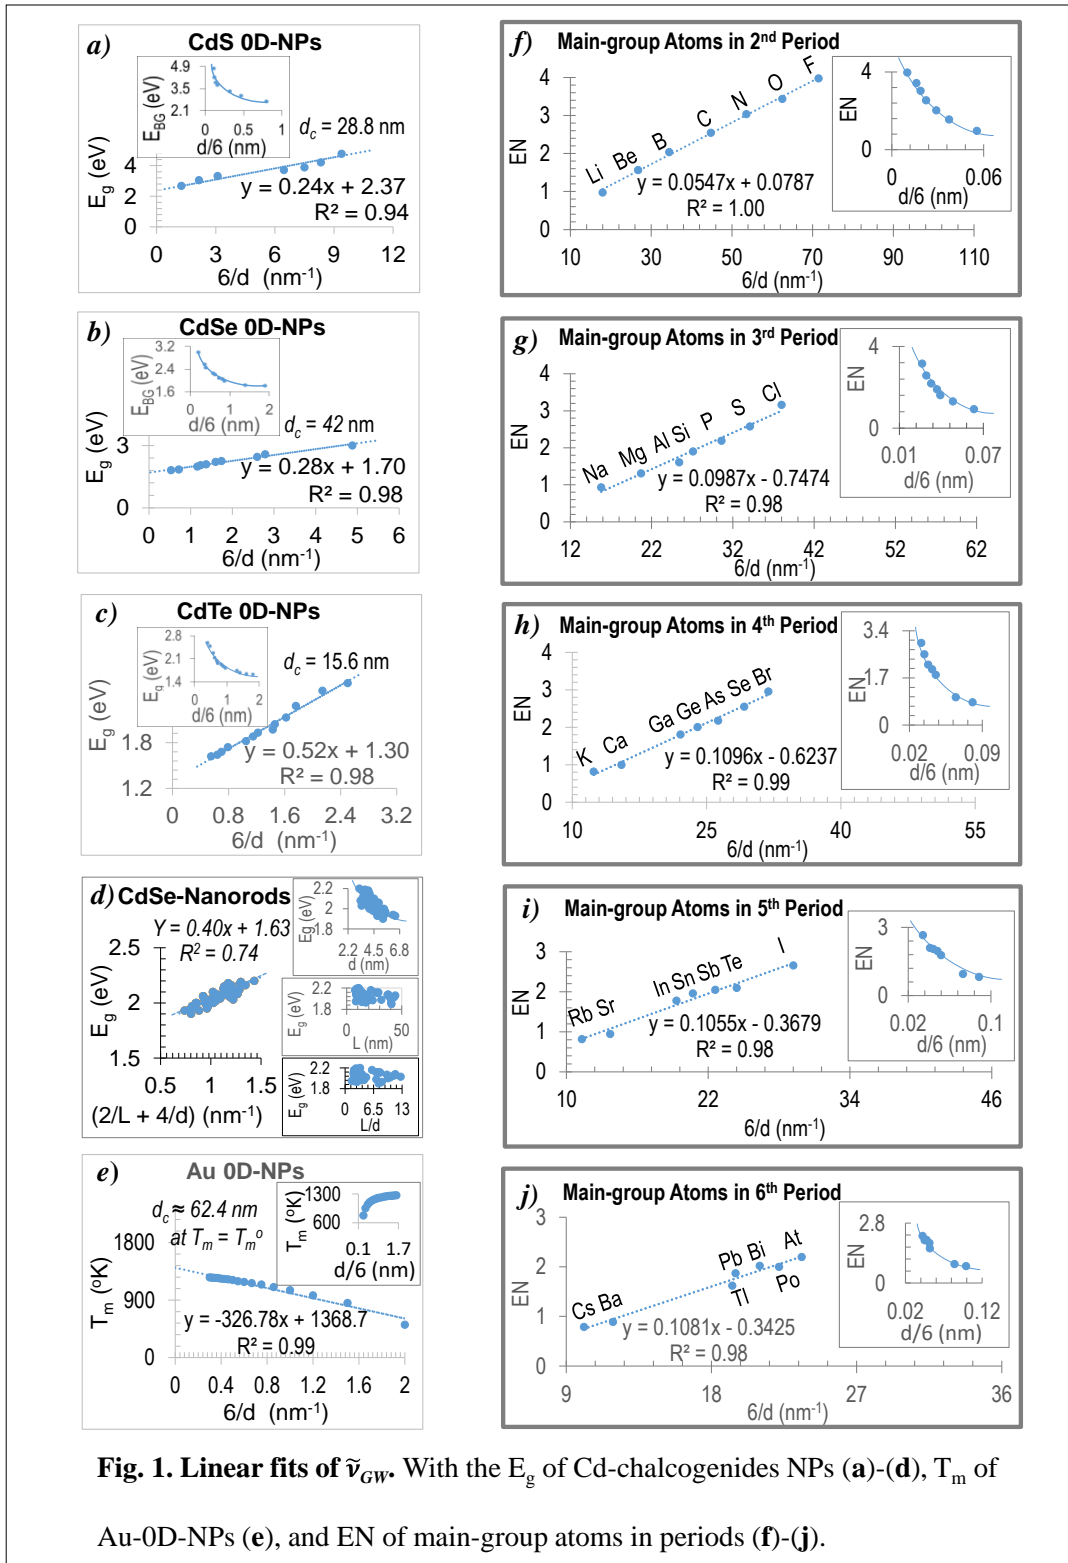 a)
CdS 0D-NPs
4.9
3.5
2.1
E_BG (eV)
0
0.5
1
d/6 (nm)
d_c = 28.8 nm
4
2
0
E_g (eV)
y = 0.24x + 2.37
R² = 0.94
0
3
6
9
12
6/d (nm⁻¹)
b)
CdSe 0D-NPs
3.2
2.4
1.6
E_BG (eV)
0
1
2
d/6 (nm)
d_c = 42 nm
3
0
E_g (eV)
y = 0.28x + 1.70
R² = 0.98
0
1
2
3
4
5
6
6/d (nm⁻¹)
c)
CdTe 0D-NPs
2.8
2.1
1.4
E_g (eV)
0
1
2
d/6 (nm)
d_c = 15.6 nm
1.8
1.2
E_g (eV)
y = 0.52x + 1.30
R² = 0.98
0
0.8
1.6
2.4
3.2
6/d (nm⁻¹)
d) CdSe-Nanorods
Y = 0.40x + 1.63
R² = 0.74
2.5
2
1.5
E_g (eV)
0.5
1
1.5
(2/L + 4/d) (nm⁻¹)
2.2
2
1.8
Eg (eV)
2.2
4.5
6.8
d (nm)
2.2
1.8
E_g (eV)
0
50
L (nm)
2.2
1.8
E_g (eV)
0
6.5
13
L/d
e)
Au 0D-NPs
d_c ≈ 62.4 nm
at T_m = T_m°
1300
600
T_m (°K)
0.1
1.7
d/6 (nm)
1800
900
0
T_m (°K)
y = -326.78x + 1368.7
R² = 0.99
0
0.4
0.8
1.2
1.6
2
6/d (nm⁻¹)
f)
Main-group Atoms in 2nd Period
4
3
2
1
0
EN
Li
Be
B
C
N
O
F
y = 0.0547x + 0.0787
R² = 1.00
10
30
50
70
90
110
6/d (nm⁻¹)
4
0
EN
0
0.06
d/6 (nm)
g)
Main-group Atoms in 3rd Period
4
3
2
1
0
EN
Na
Mg
Al
Si
P
S
Cl
y = 0.0987x - 0.7474
R² = 0.98
12
22
32
42
52
62
6/d (nm⁻¹)
4
0
EN
0.01
0.07
d/6 (nm)
h)
Main-group Atoms in 4th Period
4
3
2
1
0
EN
K
Ca
Ga
Ge
As
Se
Br
y = 0.1096x - 0.6237
R² = 0.99
10
25
40
55
6/d (nm⁻¹)
3.4
1.7
0
EN
0.02
0.09
d/6 (nm)
i)
Main-group Atoms in 5th Period
3
2
1
0
EN
Rb
Sr
In
Sn
Sb
Te
I
y = 0.1055x - 0.3679
R² = 0.98
10
22
34
46
6/d (nm⁻¹)
3
0
EN
0.02
0.1
d/6 (nm)
j)
Main-group Atoms in 6th Period
3
2
1
0
EN
Cs
Ba
Pb
Tl
Bi
Po
At
y = 0.1081x - 0.3425
R² = 0.98
9
18
27
36
6/d (nm⁻¹)
2.8
0
EN
0.02
0.12
d/6 (nm)
Fig. 1. Linear fits of ν̃_GW. With the E_g of Cd-chalcogenides NPs (a)-(d), T_m of
Au-0D-NPs (e), and EN of main-group atoms in periods (f)-(j).